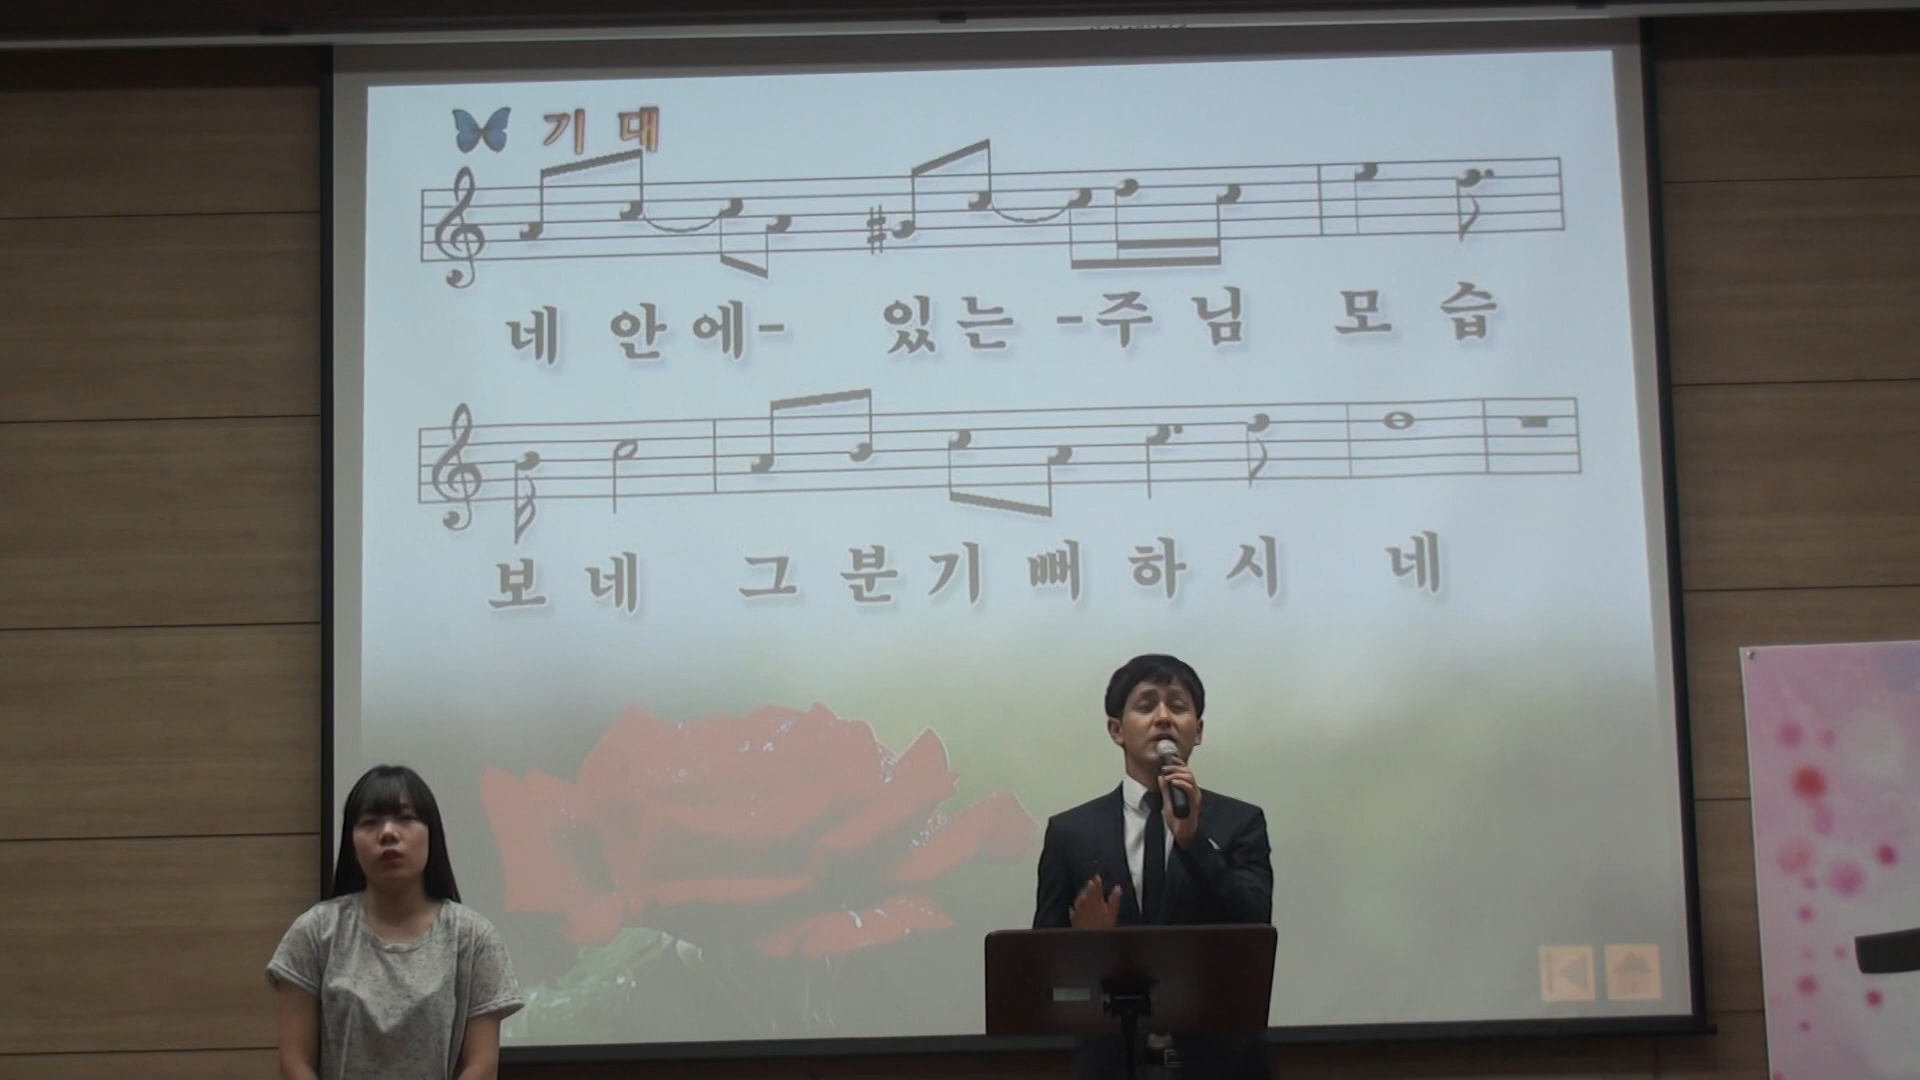 기 대
네 안 에- 있 는 -주 님 모 습
보 네 그 분 기 뻐 하 시 네